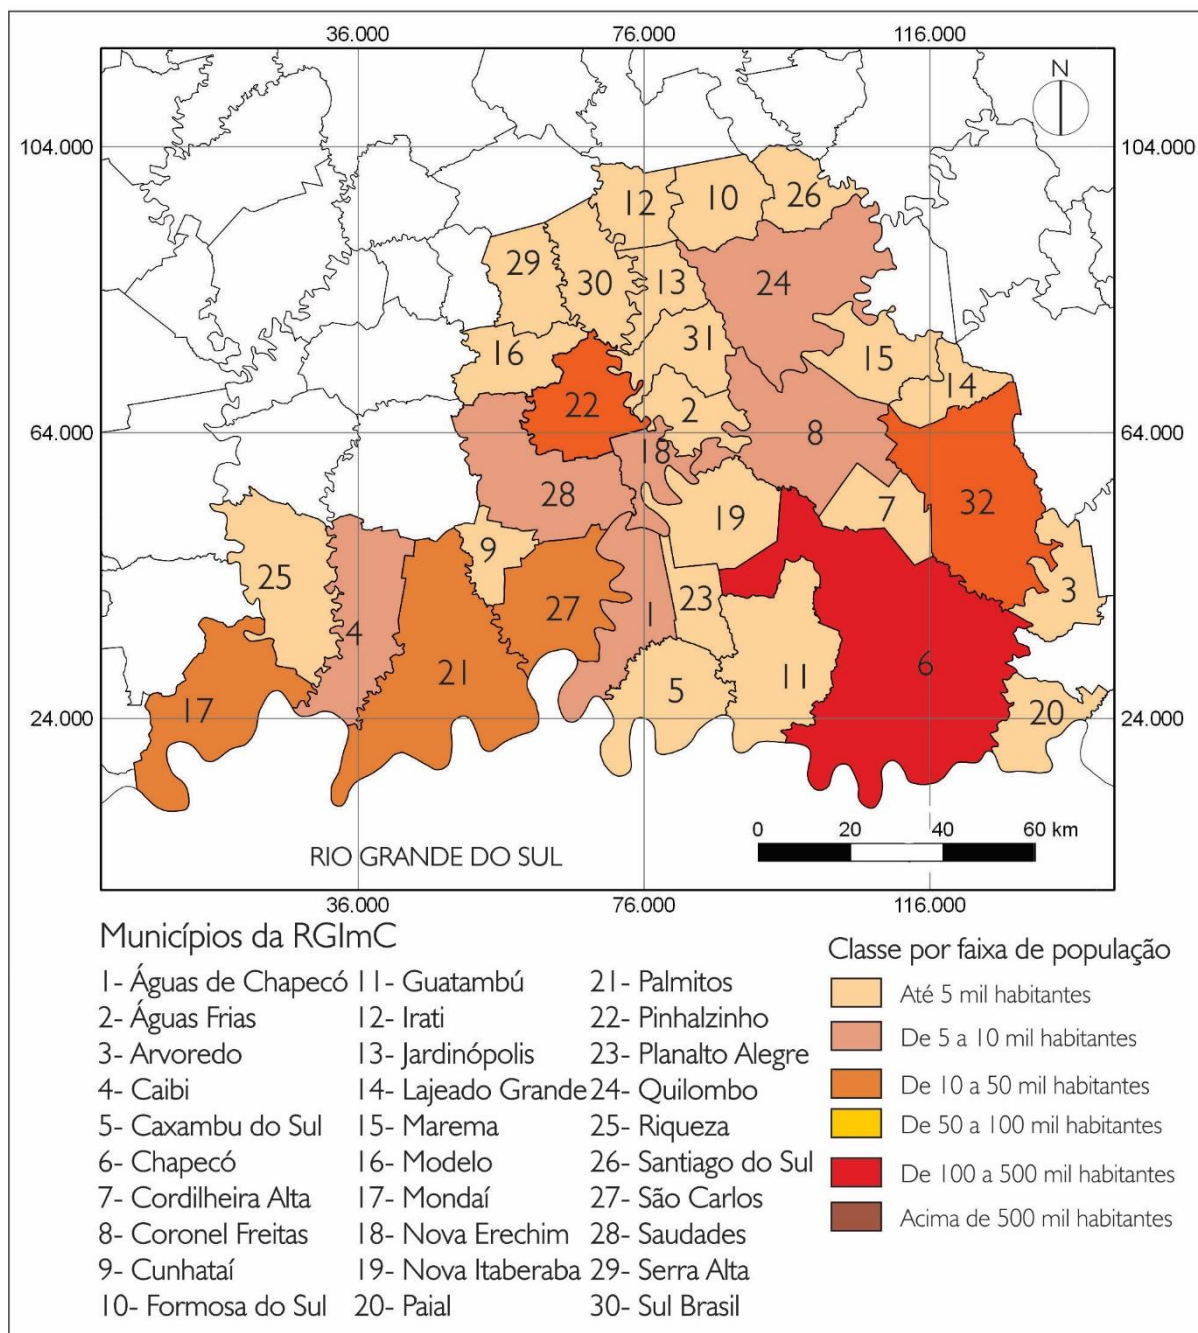 36.000 76.000 116.000
N
104.000 104.000
12 10 26
29 30 13 24
16 31 15 14
22 2
64.000 18 8 64.000
28 19 7 32
9
25 27 23 3
4 21 1
17 5 11 6
24.000 20 24.000
0 20 40 60 km
RIO GRANDE DO SUL
36.000 76.000 116.000
Municípios da RGImC
1- Águas de Chapecó
2- Águas Frias
3- Arvoredo
4- Caibi
5- Caxambu do Sul
6- Chapecó
7- Cordilheira Alta
8- Coronel Freitas
9- Cunhataí
10- Formosa do Sul
11- Guatambú
12- Irati
13- Jardinópolis
14- Lajeado Grande
15- Marema
16- Modelo
17- Mondaí
18- Nova Erechim
19- Nova Itaberaba
20- Paial
21- Palmitos
22- Pinhalzinho
23- Planalto Alegre
24- Quilombo
25- Riqueza
26- Santiago do Sul
27- São Carlos
28- Saudades
29- Serra Alta
30- Sul Brasil
Classe por faixa de população
Até 5 mil habitantes
De 5 a 10 mil habitantes
De 10 a 50 mil habitantes
De 50 a 100 mil habitantes
De 100 a 500 mil habitantes
Acima de 500 mil habitantes